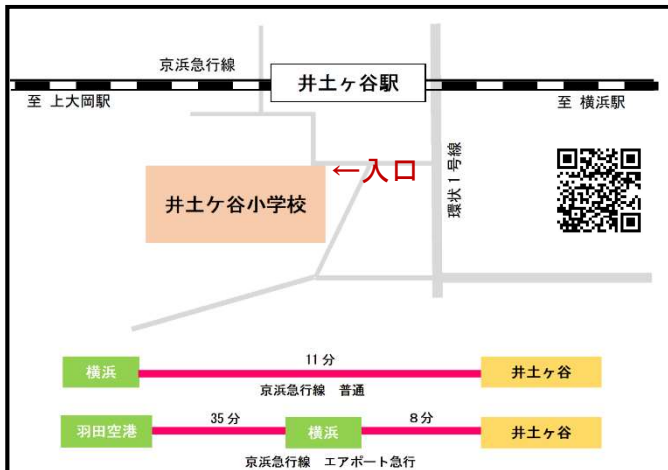 京浜急行線
井土ヶ谷駅
至 上大岡駅
至 横浜駅
←入口
環状1号線
井土ケ谷小学校
11分
横浜
井土ヶ谷
京浜急行線 普通
35分
8分
羽田空港
横浜
井土ヶ谷
京浜急行線 エアポート急行